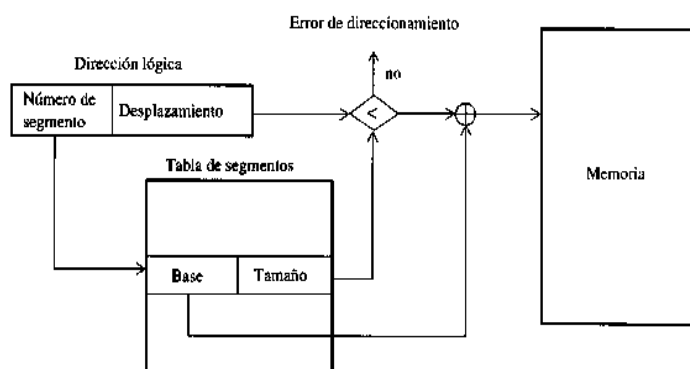 Error de direccionamiento
Dirección lógica
no
Número de
segmento
Desplazamiento
<
+
Memoria
Tabla de segmentos
Base
Tamaño